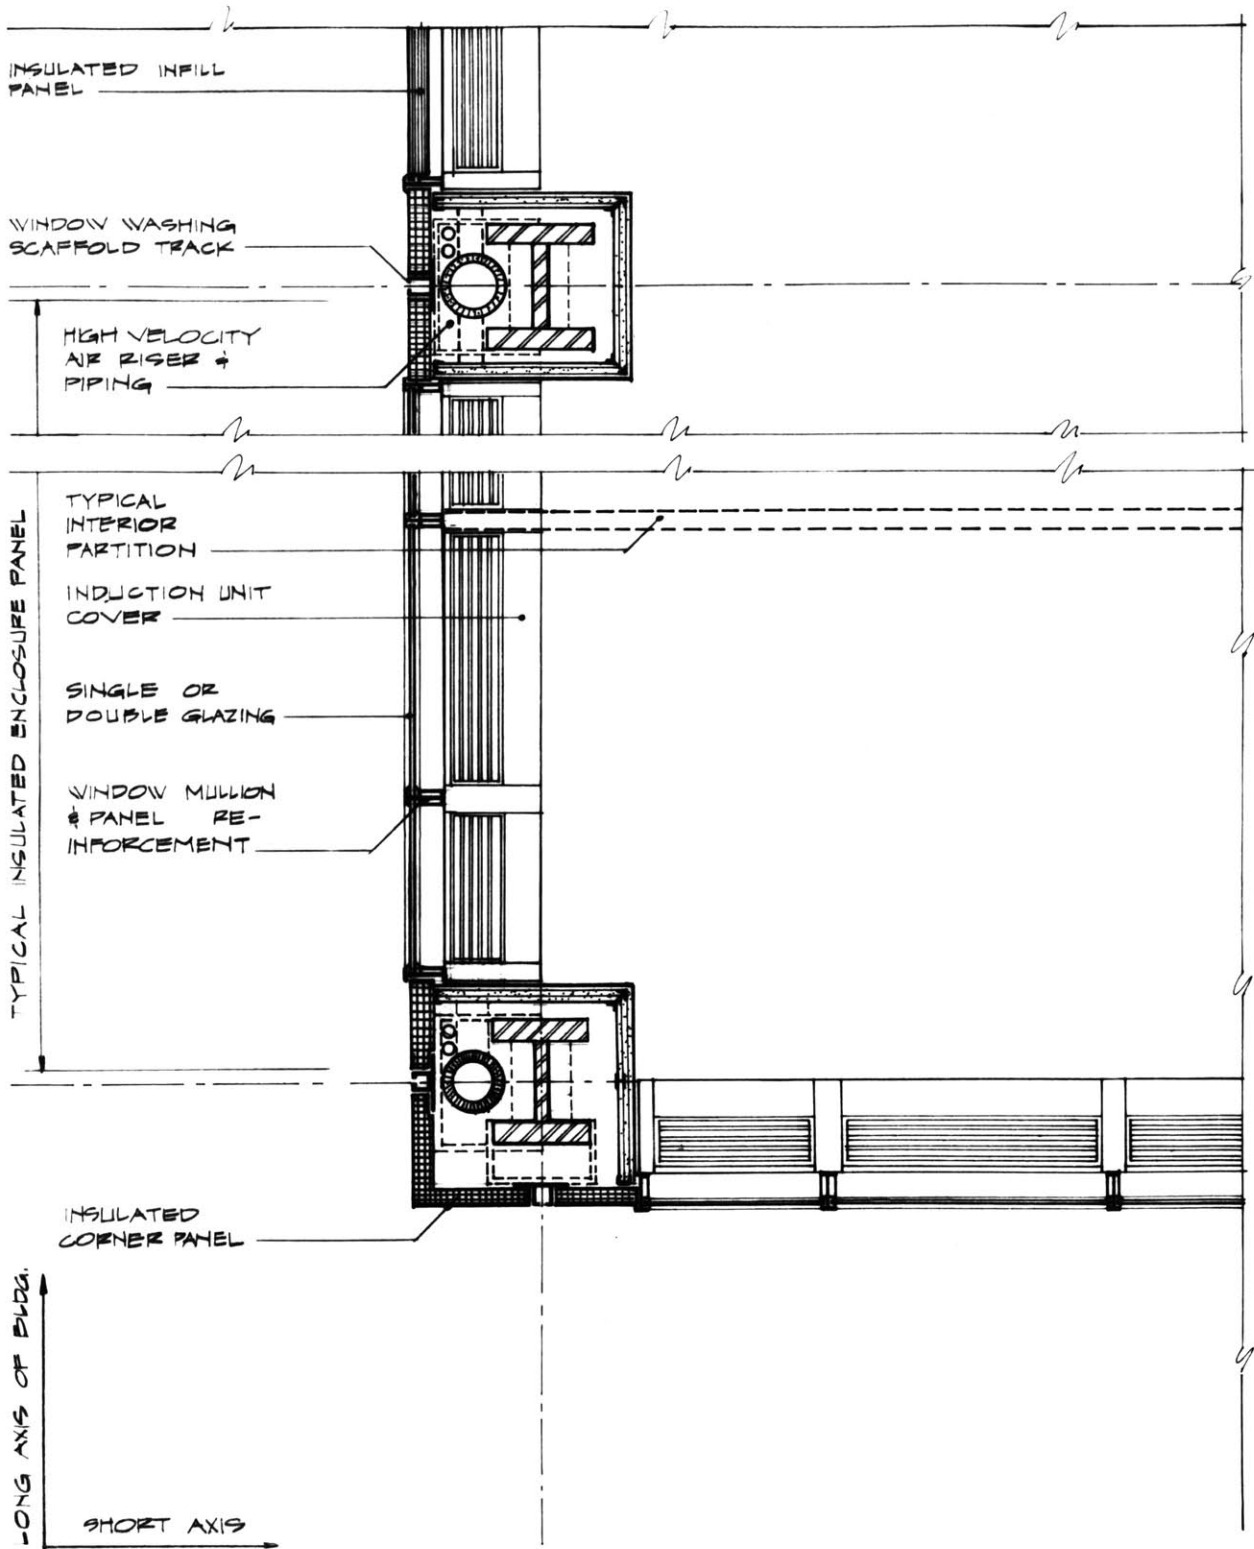 INSULATED INFILL
PANEL
WINDOW WASHING
SCAFFOLD TRACK
HIGH VELOCITY
AIR RISER &
PIPING
TYPICAL
INTERIOR
PARTITION
INDUCTION UNIT
COVER
SINGLE OR
DOUBLE GLAZING
WINDOW MULLION
& PANEL RE-
INFORCEMENT
TYPICAL INSULATED ENCLOSURE PANEL
INSULATED
CORNER PANEL
LONG AXIS OF BLDG.
SHORT AXIS